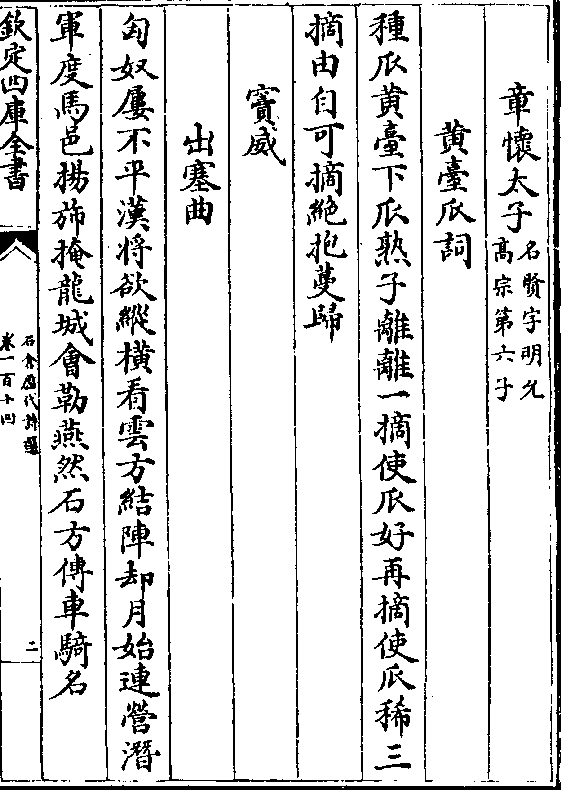 章懷太子名賢字明允高宗第六子
黄臺瓜詞
種瓜黄臺下瓜熟子離離一摘使瓜好再摘使瓜稀三
摘由自可摘絶抱蔓歸
竇威
出塞曲
匈奴屢不平漢将欲縱横看雲方結陣却月始連營潛
軍度馬邑揚斾掩龍城會勒燕然石方傳車騎名
欽定四庫全書
石倉歴代詩選
卷一百十四
二